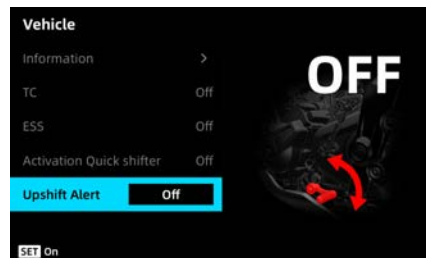 Vehicle
Information >
TC Off
ESS Off
Activation Quick shifter Off
Upshift Alert Off
OFF
SET On